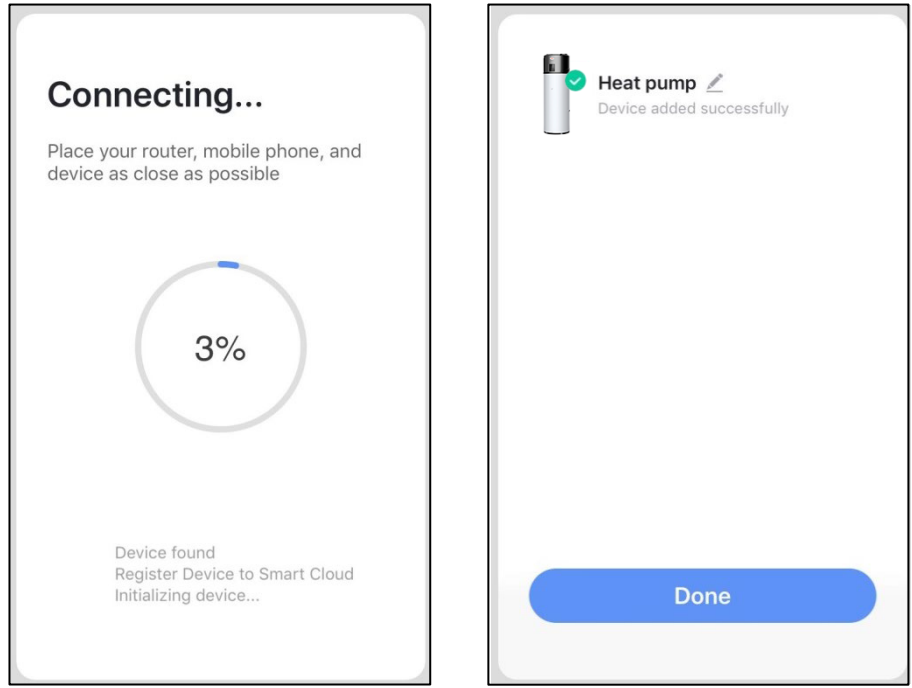 Connecting...
Place your router, mobile phone, and
device as close as possible
3%
Device found
Register Device to Smart Cloud
Initializing device...
Heat pump
Device added successfully
Done